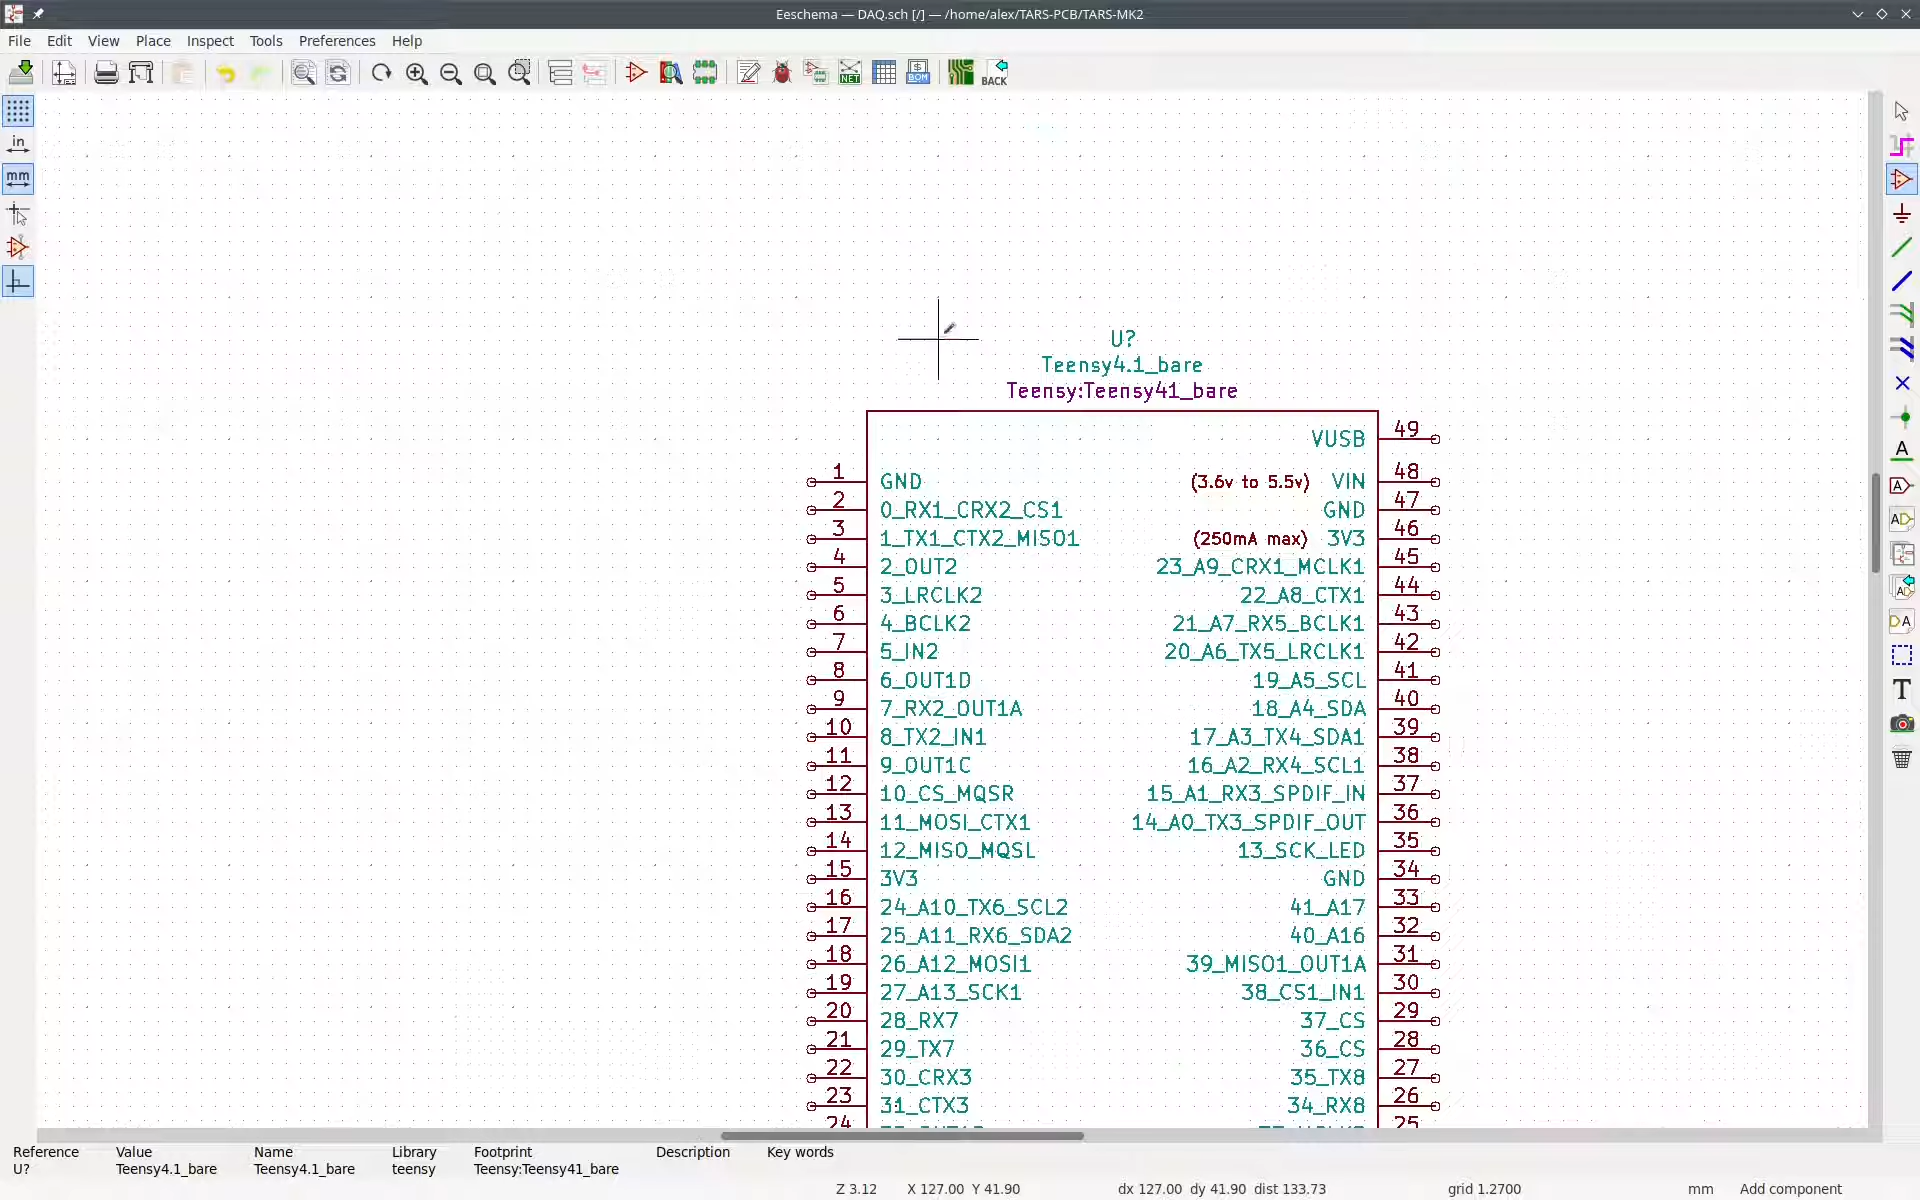 Eeschema — DAQ.sch [/] — /home/alex/TARS-PCB/TARS-MK2
File Edit View Place Inspect Tools Preferences Help
NET
BOM
BACK
in
mm
U?
Teensy4.1_bare
Teensy:Teensy41_bare
VUSB 49
1 GND (3.6v to 5.5v) VIN 48
2 0_RX1_CRX2_CS1 GND 47
3 1_TX1_CTX2_MISO1 (250mA max) 3V3 46
4 2_OUT2 23_A9_CRX1_MCLK1 45
5 3_LRCLK2 22_A8_CTX1 44
6 4_BCLK2 21_A7_RX5_BCLK1 43
7 5_IN2 20_A6_TX5_LRCLK1 42
8 6_OUT1D 19_A5_SCL 41
9 7_RX2_OUT1A 18_A4_SDA 40
10 8_TX2_IN1 17_A3_TX4_SDA1 39
11 9_OUT1C 16_A2_RX4_SCL1 38
12 10_CS_MQSR 15_A1_RX3_SPDIF_IN 37
13 11_MOSI_CTX1 14_A0_TX3_SPDIF_OUT 36
14 12_MISO_MQSL 13_SCK_LED 35
15 3V3 GND 34
16 24_A10_TX6_SCL2 41_A17 33
17 25_A11_RX6_SDA2 40_A16 32
18 26_A12_MOSI1 39_MISO1_OUT1A 31
19 27_A13_SCK1 38_CS1_IN1 30
20 28_RX7 37_CS 29
21 29_TX7 36_CS 28
22 30_CRX3 35_TX8 27
23 31_CTX3 34_RX8 26
24 25
Reference Value Name Library Footprint Description Key words
U? Teensy4.1_bare Teensy4.1_bare teensy Teensy:Teensy41_bare
Z 3.12 X 127.00 Y 41.90 dx 127.00 dy 41.90 dist 133.73 grid 1.2700 mm Add component